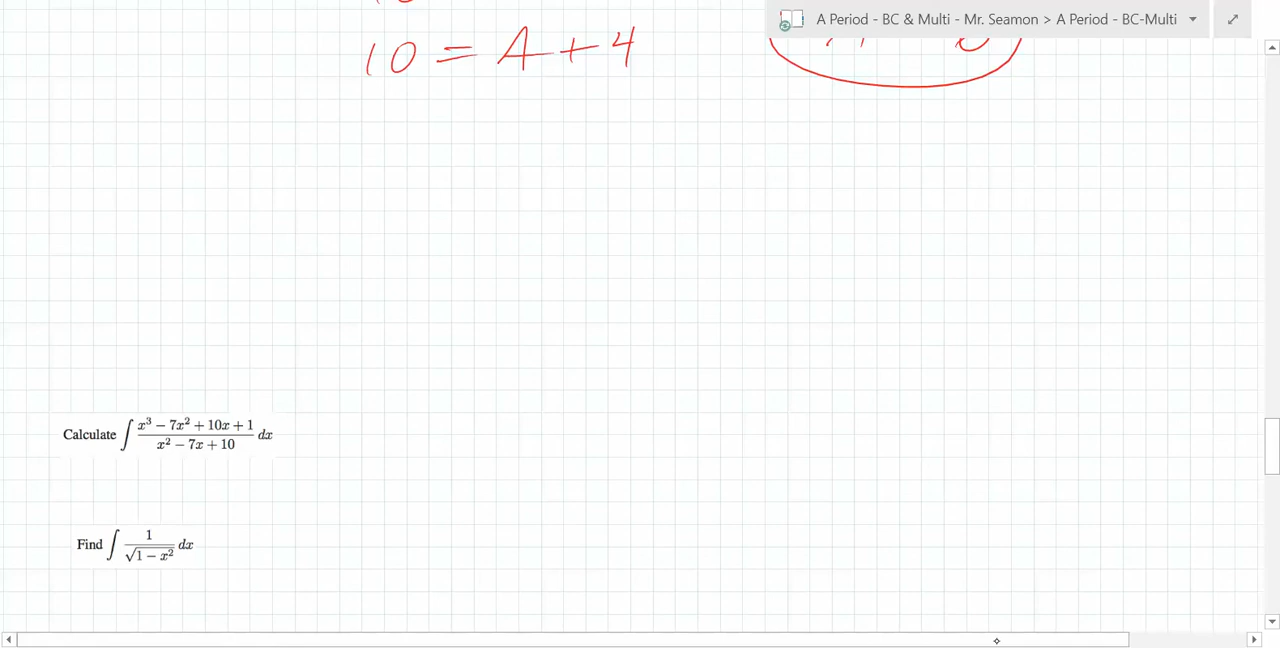 A Period - BC & Multi - Mr. Seamon > A Period - BC-Multi
10 = A + 4
Calculate ∫ (x³ − 7x² + 10x + 1)/(x² − 7x + 10) dx
Find ∫ 1/√(1 − x²) dx